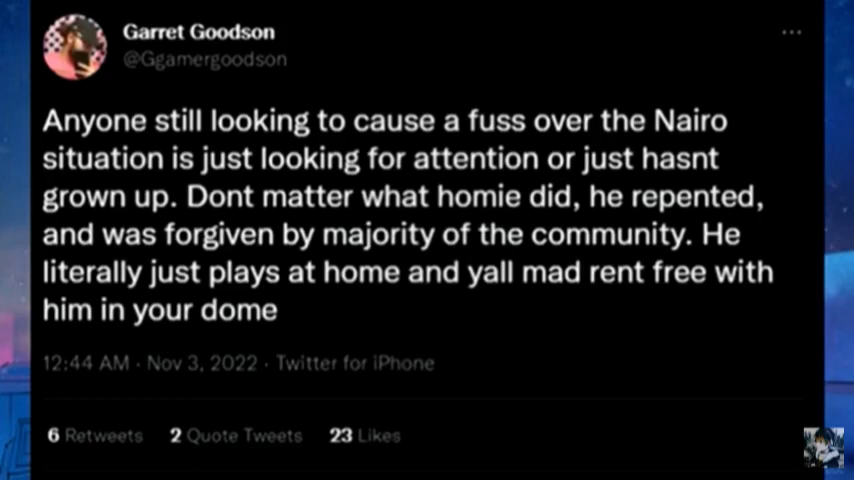 Garret Goodson
@Ggamergoodson
Anyone still looking to cause a fuss over the Nairo
situation is just looking for attention or just hasnt
grown up. Dont matter what homie did, he repented,
and was forgiven by majority of the community. He
literally just plays at home and yall mad rent free with
him in your dome
12:44 AM · Nov 3, 2022 · Twitter for iPhone
6 Retweets 2 Quote Tweets 23 Likes